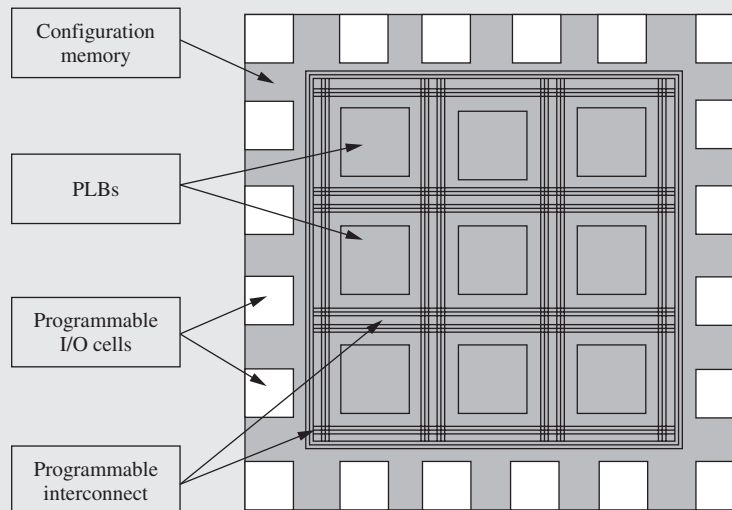 Configuration
memory
PLBs
Programmable
I/O cells
Programmable
interconnect